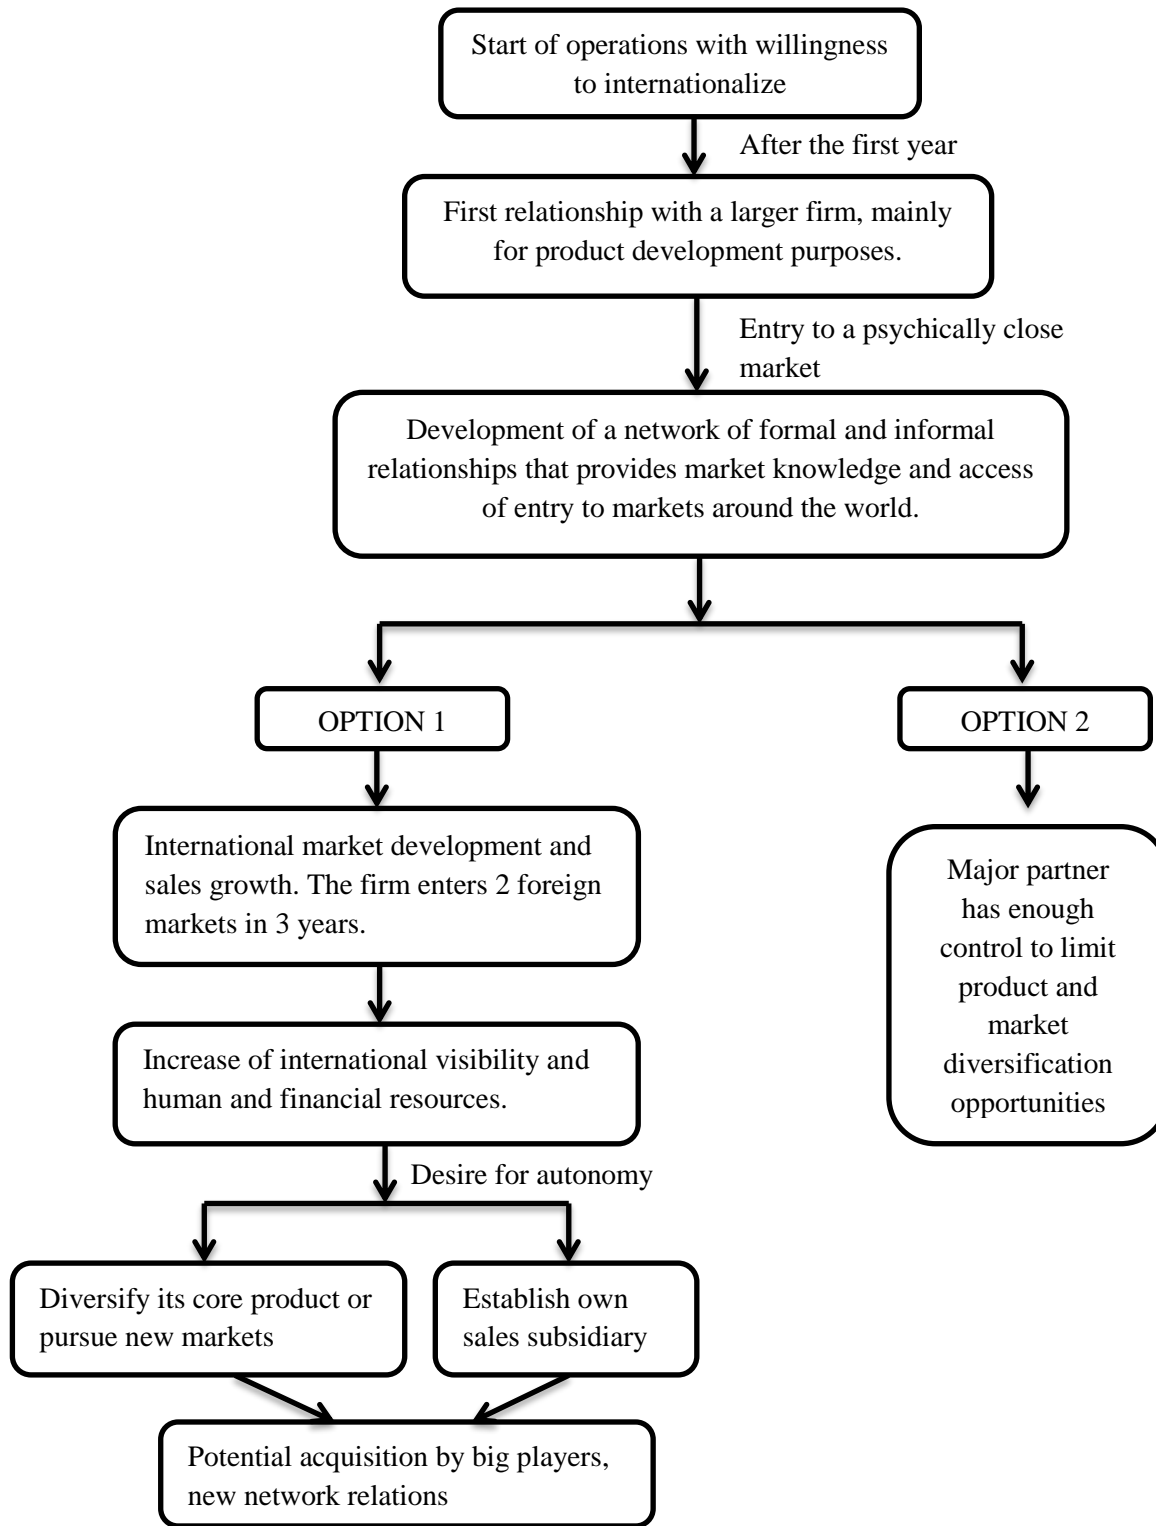 Start of operations with willingness
to internationalize
After the first year
First relationship with a larger firm, mainly
for product development purposes.
Entry to a psychically close
market
Development of a network of formal and informal
relationships that provides market knowledge and access
of entry to markets around the world.
OPTION 1
OPTION 2
International market development and
sales growth. The firm enters 2 foreign
markets in 3 years.
Major partner
has enough
control to limit
product and
market
diversification
opportunities
Increase of international visibility and
human and financial resources.
Desire for autonomy
Diversify its core product or
pursue new markets
Establish own
sales subsidiary
Potential acquisition by big players,
new network relations